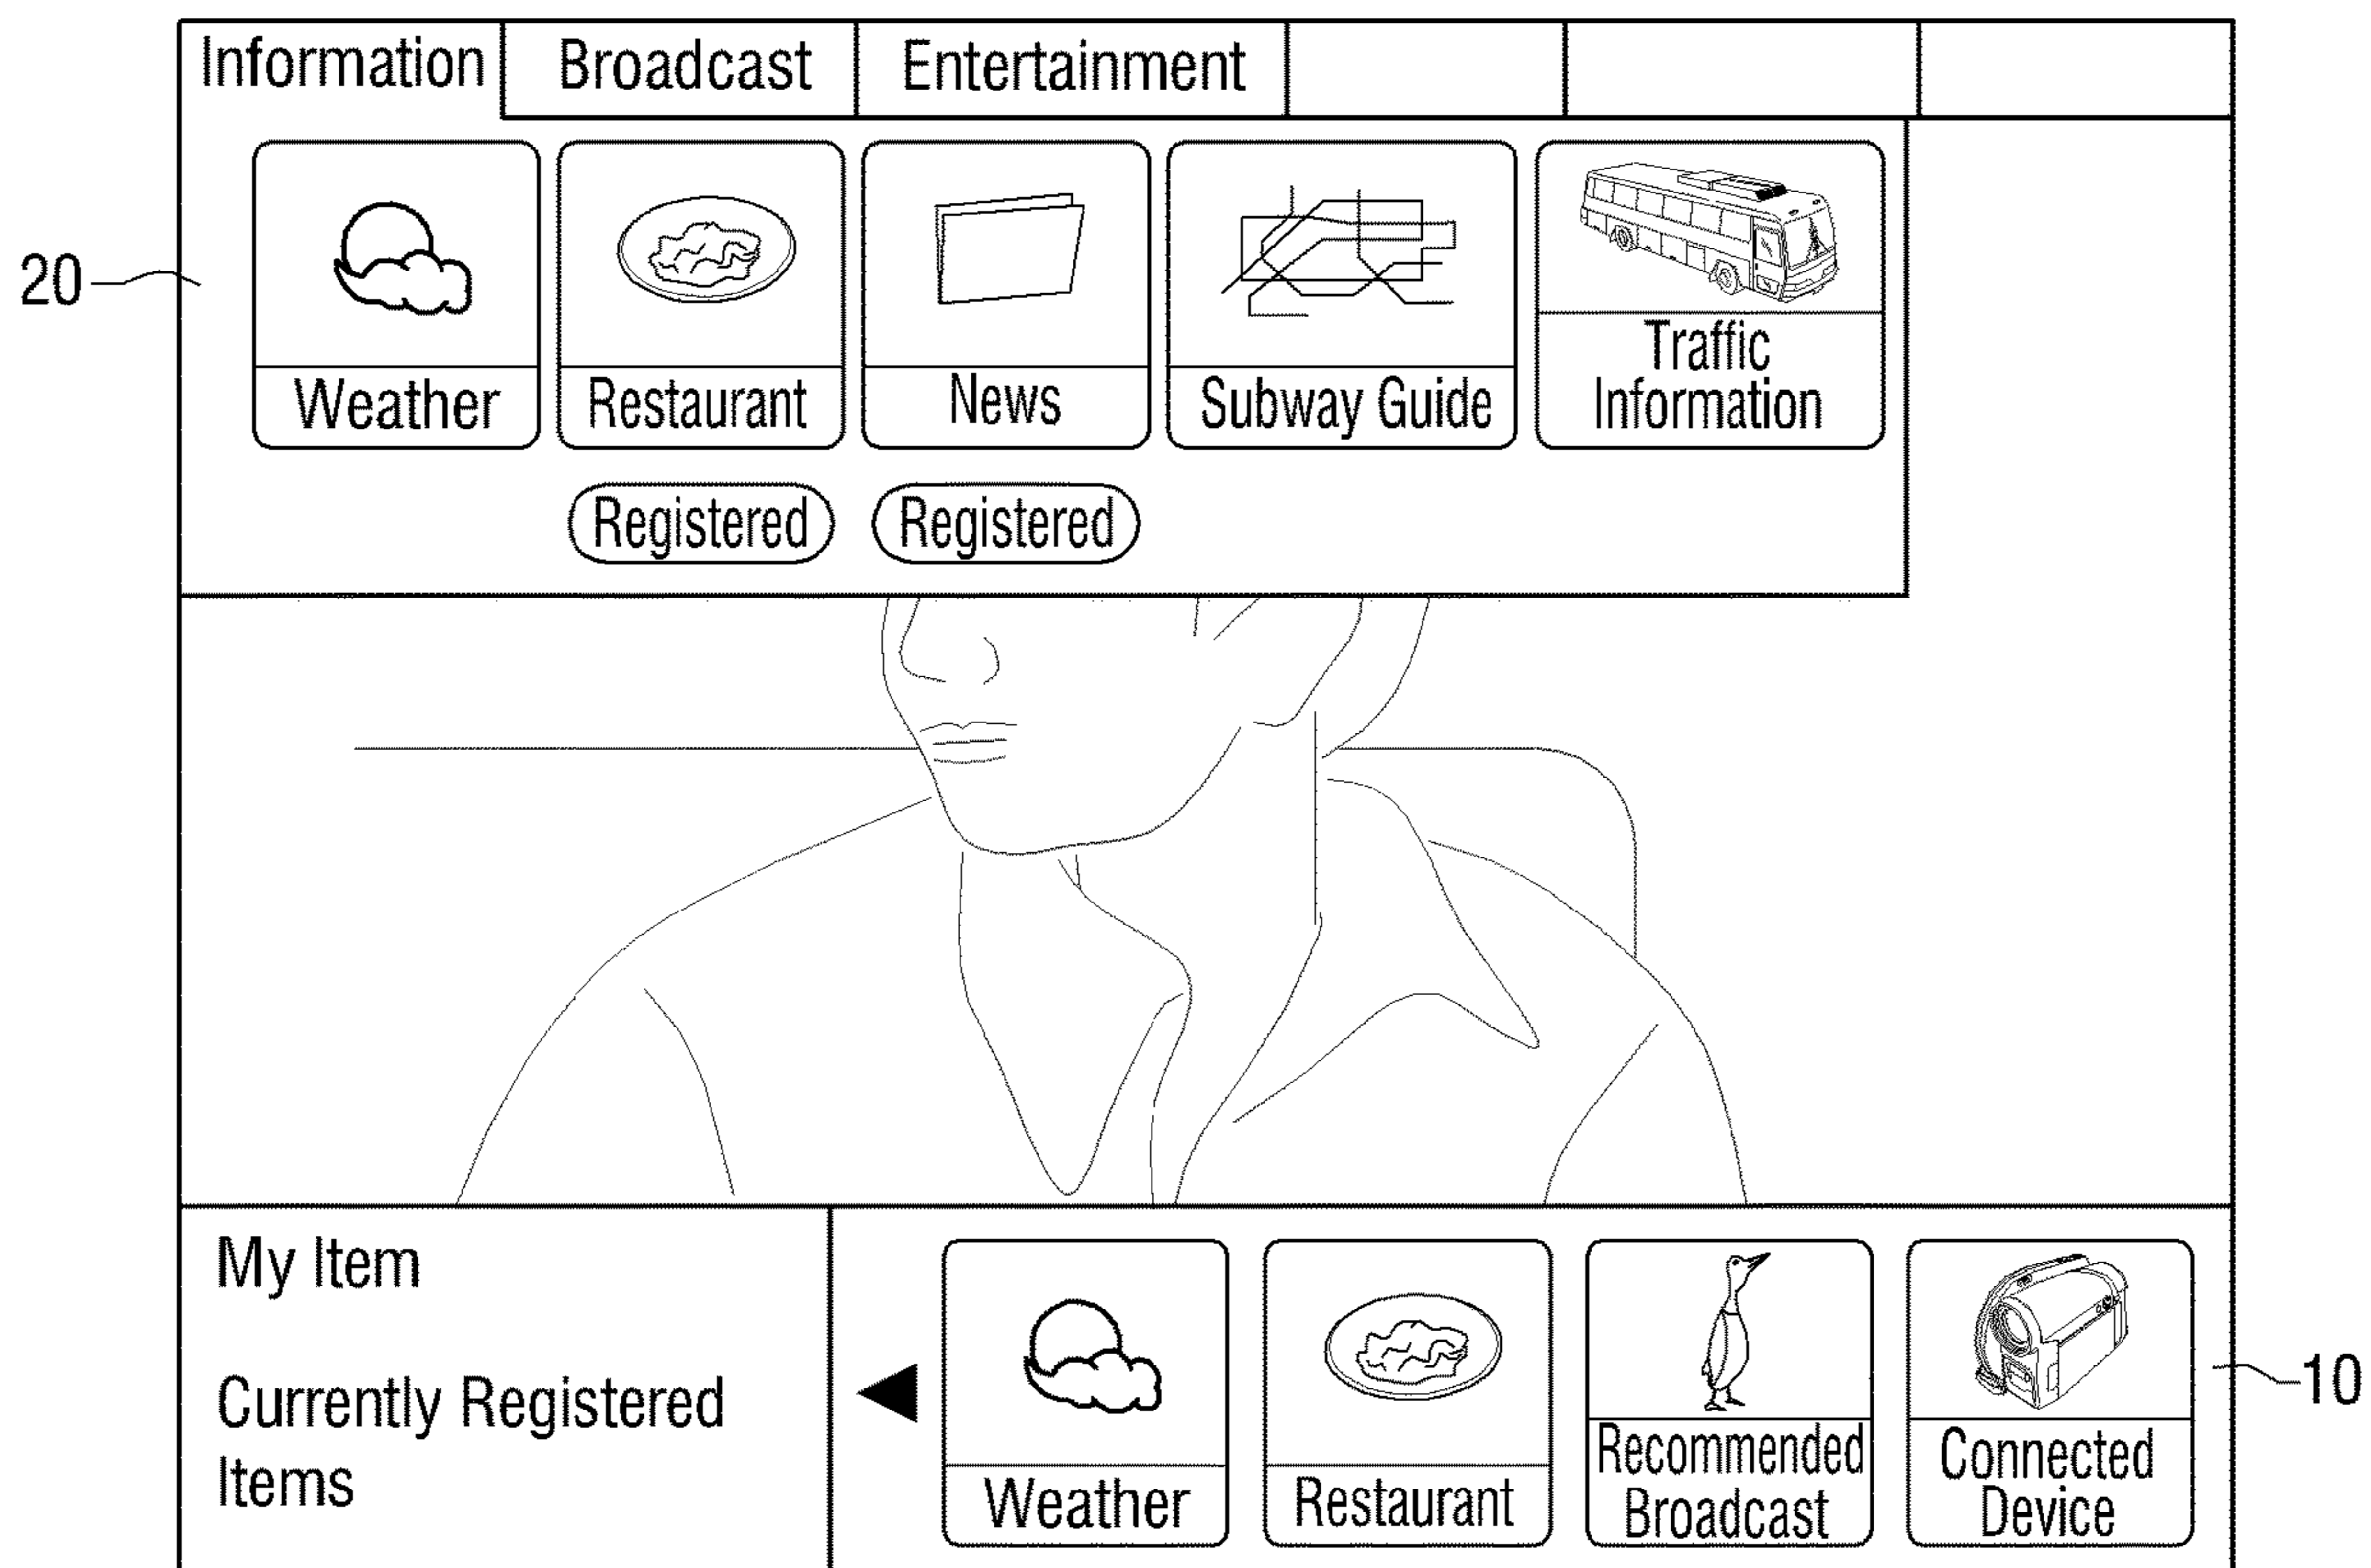 Information Broadcast Entertainment
20
Weather Restaurant News Subway Guide Traffic
Information
Registered Registered
My Item
Currently Registered
Items
Weather Restaurant Recommended
Broadcast Connected
Device
10